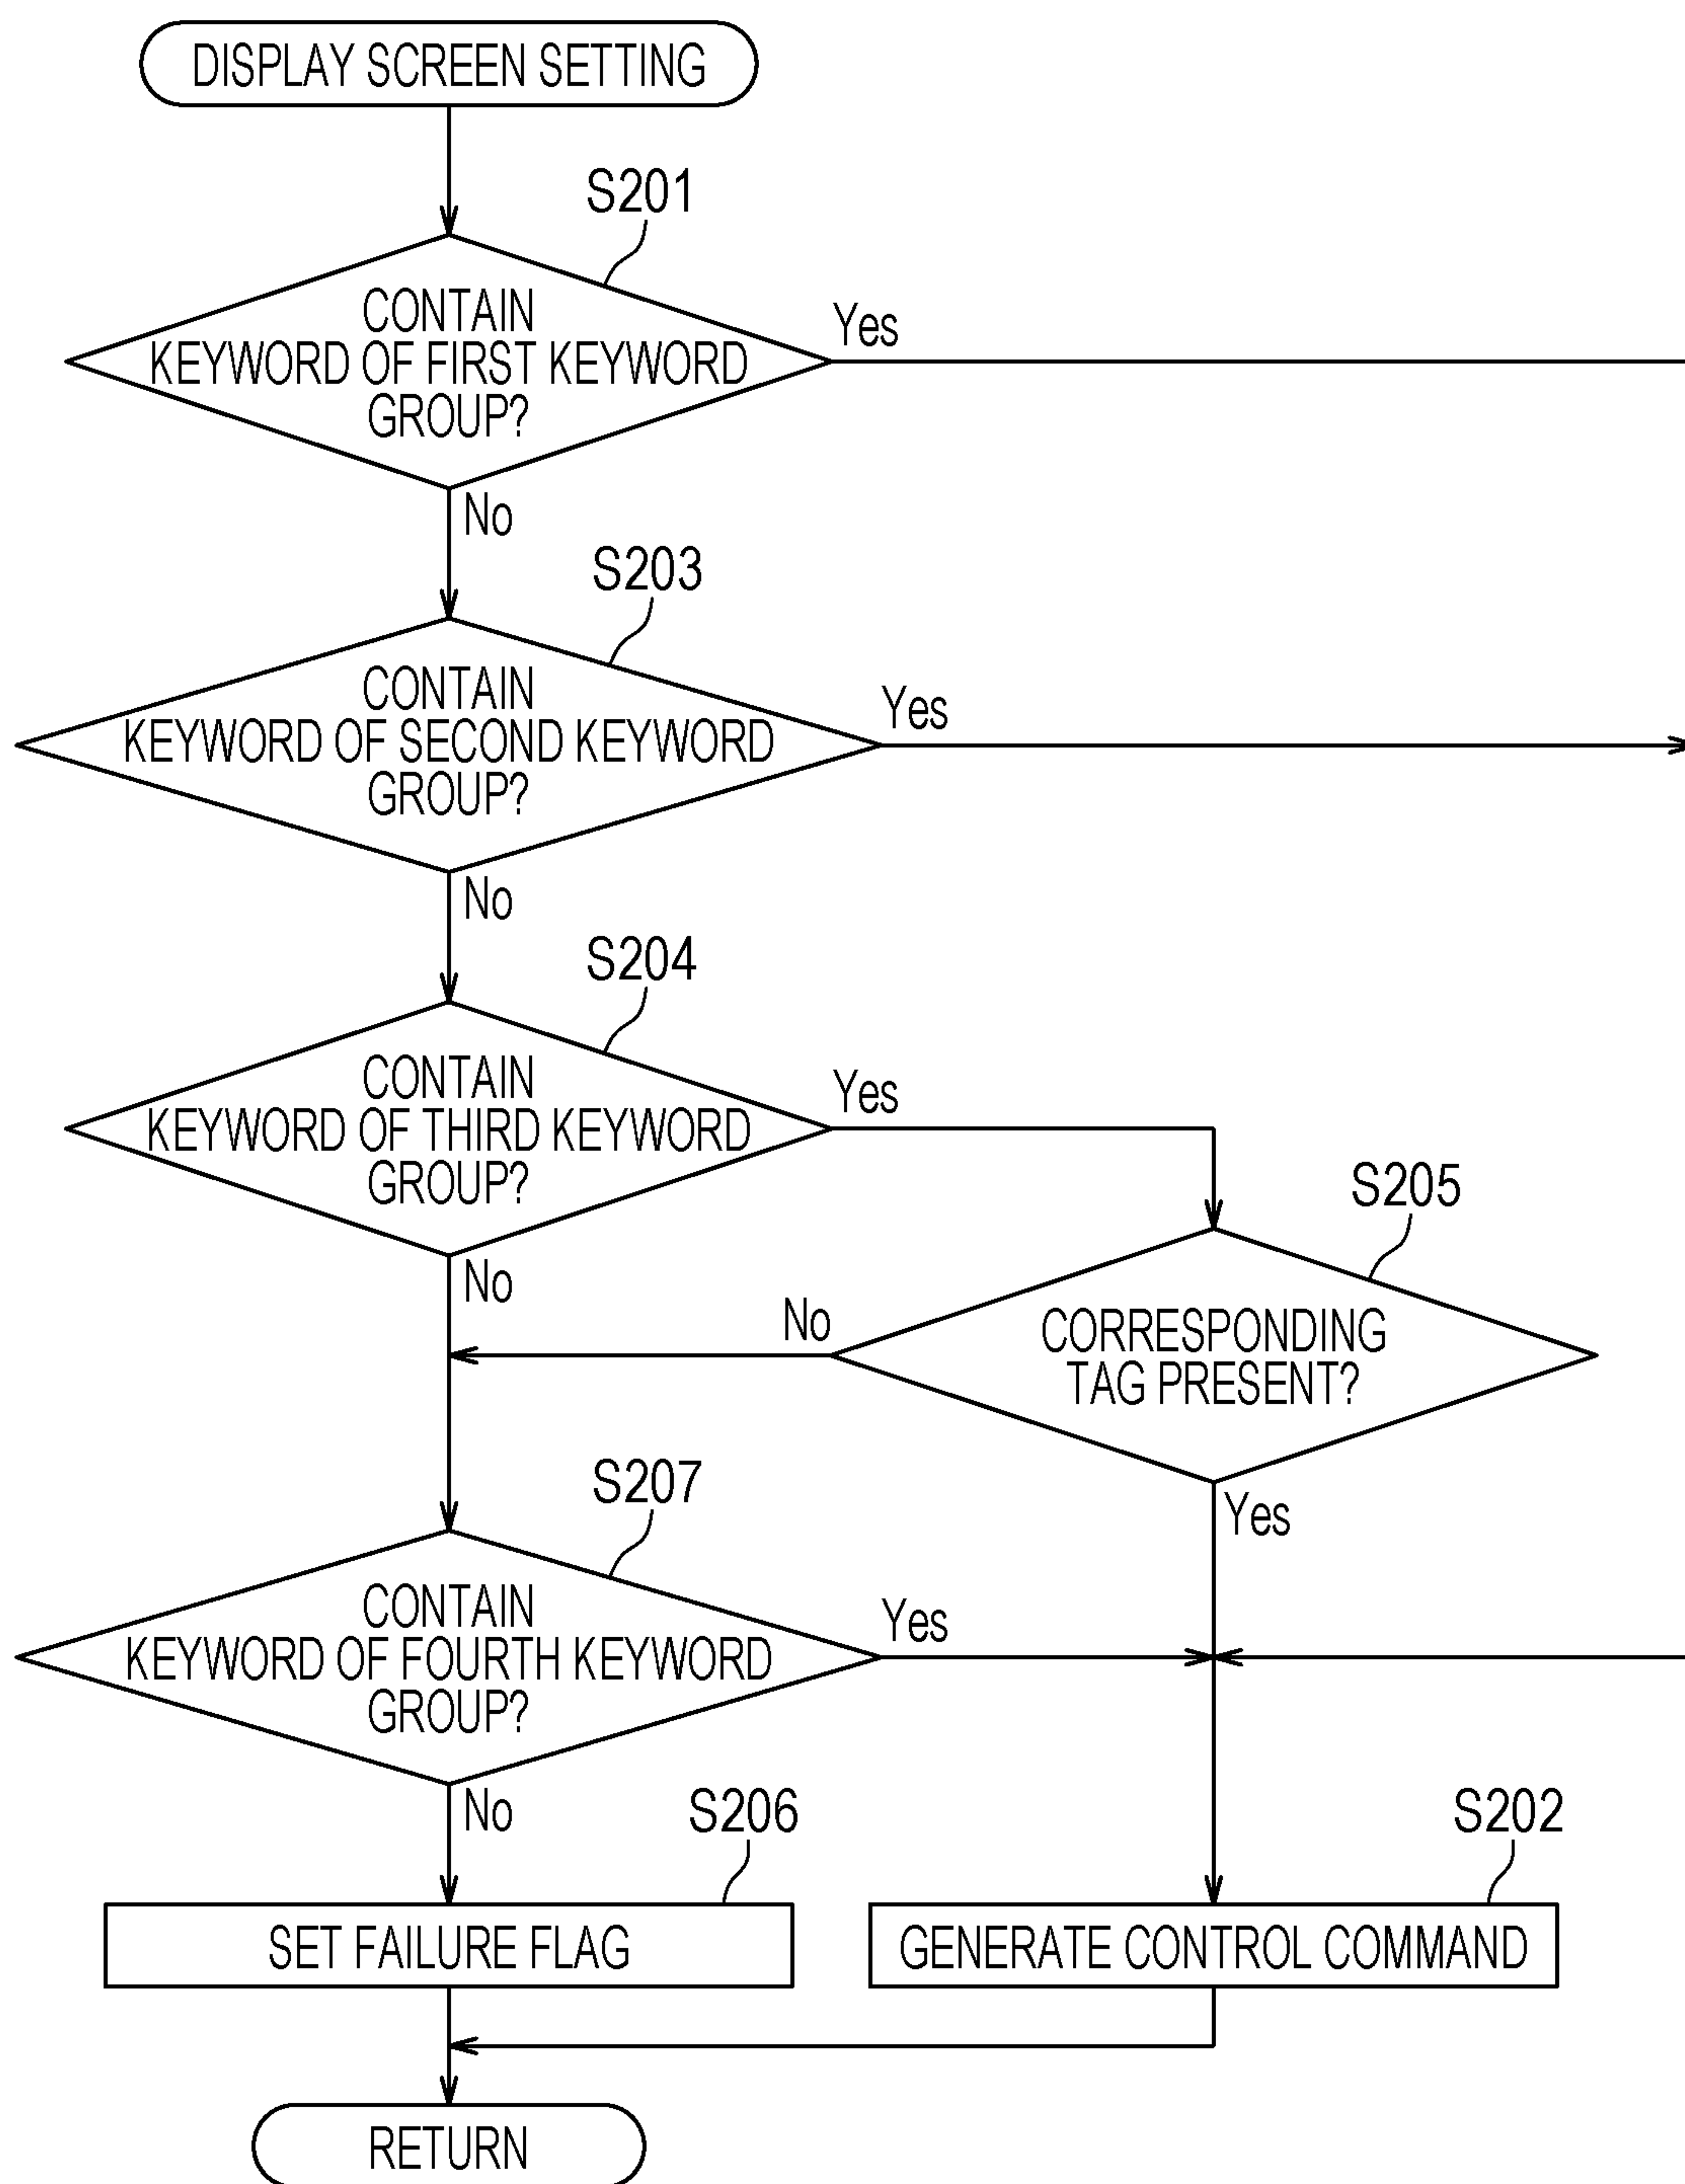 DISPLAY SCREEN SETTING
S201
CONTAIN
KEYWORD OF FIRST KEYWORD
GROUP?
Yes
No
S203
CONTAIN
KEYWORD OF SECOND KEYWORD
GROUP?
Yes
No
S204
CONTAIN
KEYWORD OF THIRD KEYWORD
GROUP?
Yes
No
S205
CORRESPONDING
TAG PRESENT?
No
Yes
S207
CONTAIN
KEYWORD OF FOURTH KEYWORD
GROUP?
Yes
No
S206
SET FAILURE FLAG
S202
GENERATE CONTROL COMMAND
RETURN